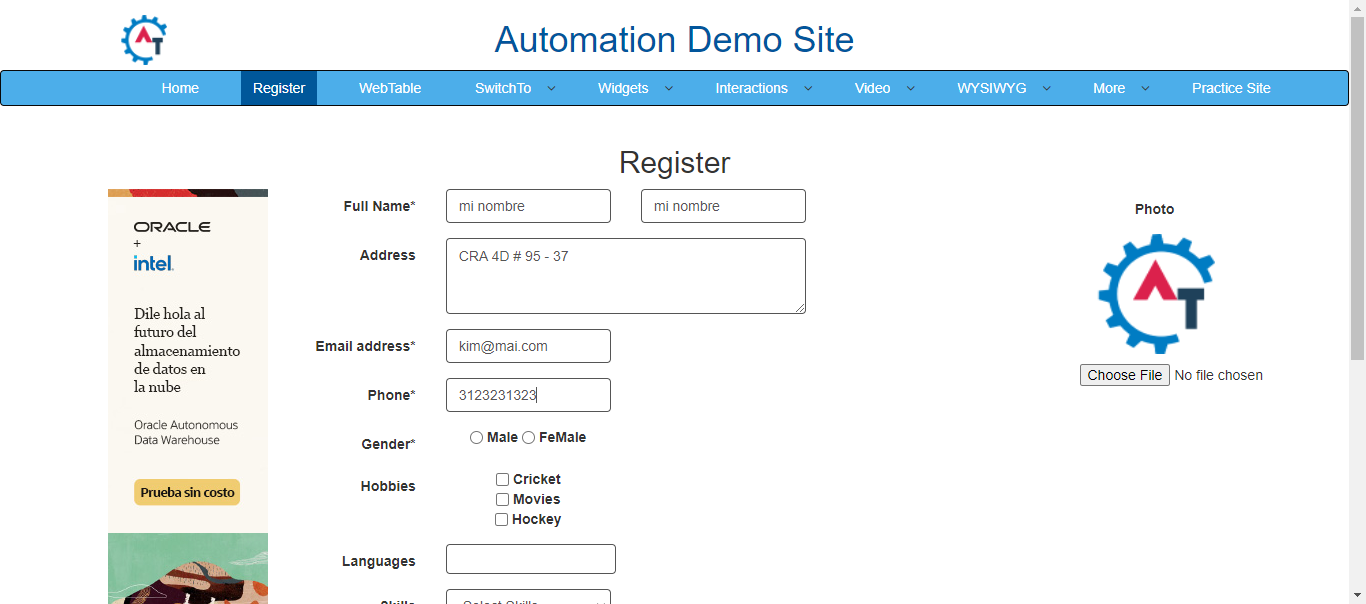 AT
Automation Demo Site
Home Register WebTable SwitchTo Widgets Interactions Video WYSIWYG More Practice Site
Register
ORACLE
+
intel.
Dile hola al
futuro del
almacenamiento
de datos en
la nube
Oracle Autonomous
Data Warehouse
Prueba sin costo
Full Name* mi nombre mi nombre
Address CRA 4D # 95 - 37
Email address* kim@mai.com
Phone* 3123231323
Gender* Male FeMale
Hobbies Cricket
Movies
Hockey
Languages
Skills Select Skills
Photo
AT
Choose File No file chosen